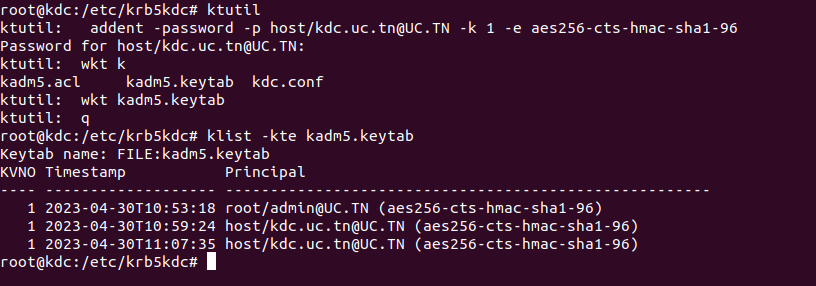 root@kdc:/etc/krb5kdc# ktutil
ktutil:   addent -password -p host/kdc.uc.tn@UC.TN -k 1 -e aes256-cts-hmac-sha1-96
Password for host/kdc.uc.tn@UC.TN:
ktutil:  wkt k
kadm5.acl     kadm5.keytab  kdc.conf
ktutil:  wkt kadm5.keytab
ktutil:  q
root@kdc:/etc/krb5kdc# klist -kte kadm5.keytab
Keytab name: FILE:kadm5.keytab
KVNO Timestamp           Principal
---- ------------------- ------------------------------------------------------
   1 2023-04-30T10:53:18 root/admin@UC.TN (aes256-cts-hmac-sha1-96)
   1 2023-04-30T10:59:24 host/kdc.uc.tn@UC.TN (aes256-cts-hmac-sha1-96)
   1 2023-04-30T11:07:35 host/kdc.uc.tn@UC.TN (aes256-cts-hmac-sha1-96)
root@kdc:/etc/krb5kdc#